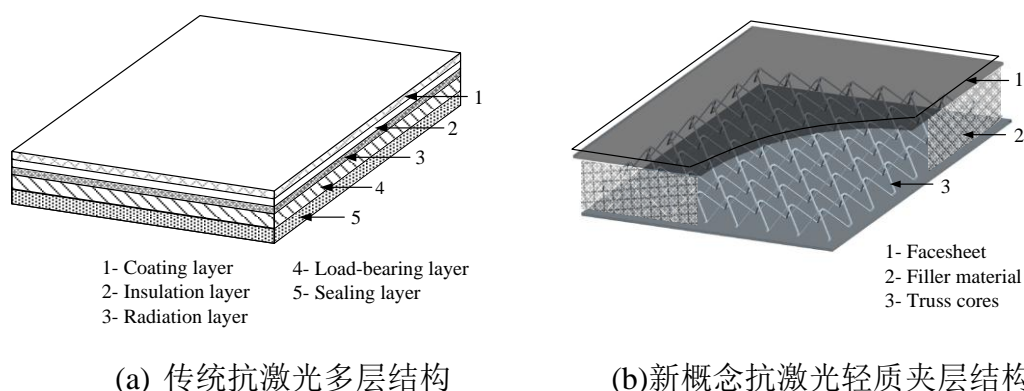 1
2
3
4
5
1- Coating layer
2- Insulation layer
3- Radiation layer
4- Load-bearing layer
5- Sealing layer
(a) 传统抗激光多层结构
1
2
3
1- Facesheet
2- Filler material
3- Truss cores
(b)新概念抗激光轻质夹层结构